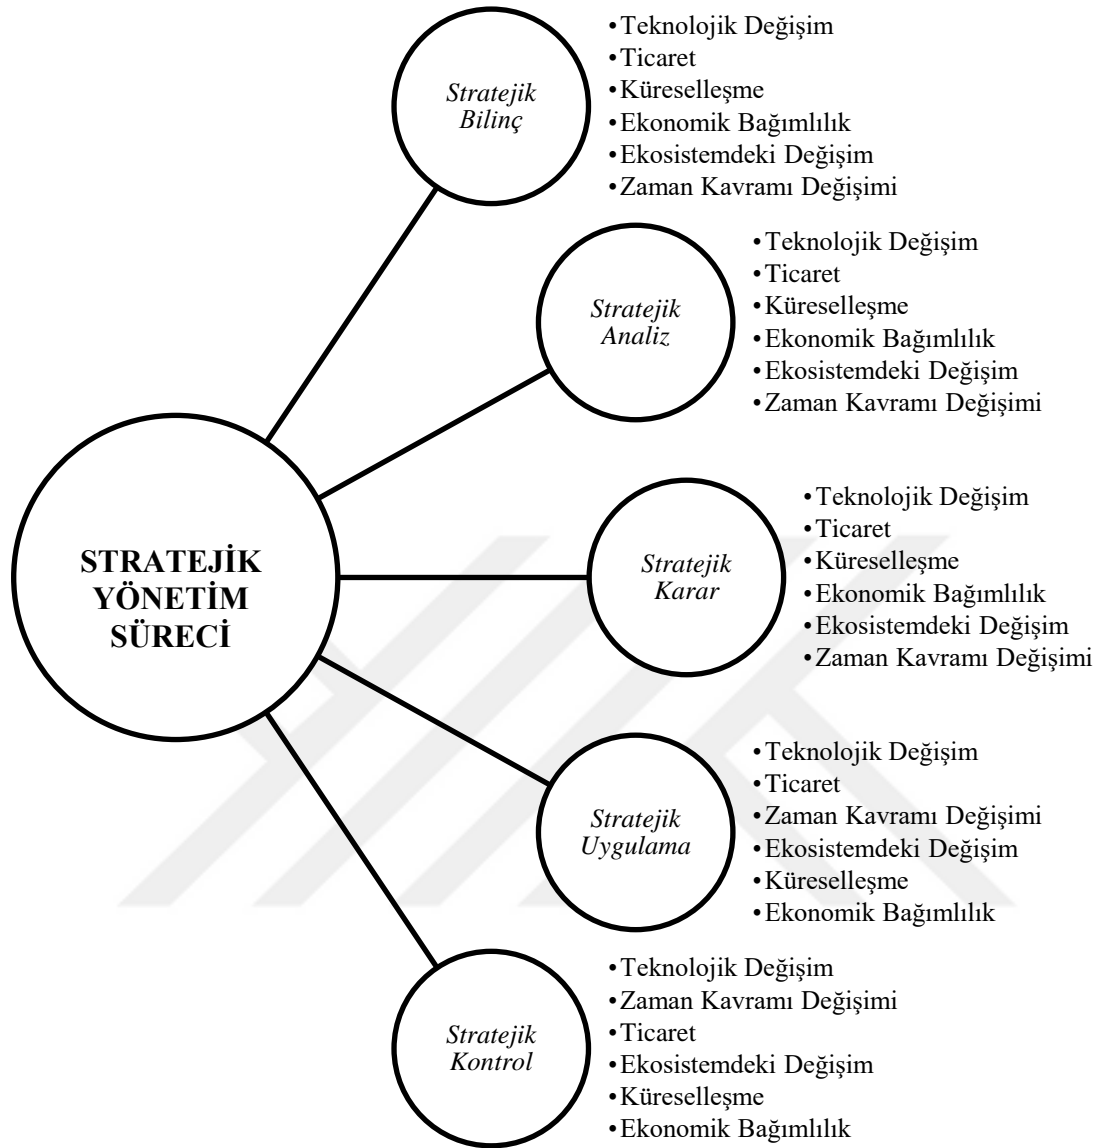 •Teknolojik Değişim
•Ticaret
•Küreselleşme
•Ekonomik Bağımlılık
•Ekosistemdeki Değişim
•Zaman Kavramı Değişimi
Stratejik
Bilinç
•Teknolojik Değişim
•Ticaret
•Küreselleşme
•Ekonomik Bağımlılık
•Ekosistemdeki Değişim
•Zaman Kavramı Değişimi
Stratejik
Analiz
STRATEJİK
YÖNETİM
SÜRECİ
•Teknolojik Değişim
•Ticaret
•Küreselleşme
•Ekonomik Bağımlılık
•Ekosistemdeki Değişim
•Zaman Kavramı Değişimi
Stratejik
Karar
•Teknolojik Değişim
•Ticaret
•Zaman Kavramı Değişimi
•Ekosistemdeki Değişim
•Küreselleşme
•Ekonomik Bağımlılık
Stratejik
Uygulama
•Teknolojik Değişim
•Zaman Kavramı Değişimi
•Ticaret
•Ekosistemdeki Değişim
•Küreselleşme
•Ekonomik Bağımlılık
Stratejik
Kontrol